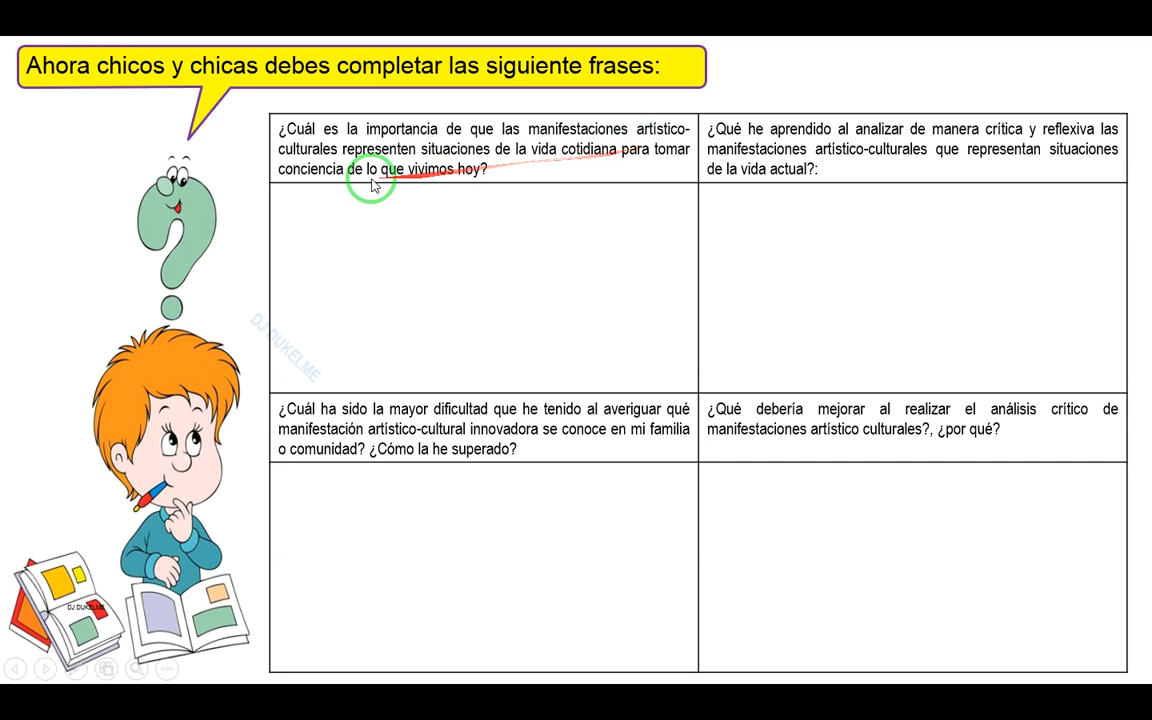 Ahora chicos y chicas debes completar las siguiente frases:
¿Cuál es la importancia de que las manifestaciones artístico-
culturales representen situaciones de la vida cotidiana para tomar
conciencia de lo que vivimos hoy?
¿Qué he aprendido al analizar de manera crítica y reflexiva las
manifestaciones artístico-culturales que representan situaciones
de la vida actual?:
DJ DUKELME
¿Cuál ha sido la mayor dificultad que he tenido al averiguar qué
manifestación artístico-cultural innovadora se conoce en mi familia
o comunidad? ¿Cómo la he superado?
¿Qué debería mejorar al realizar el análisis crítico de
manifestaciones artístico culturales?, ¿por qué?
DJ DUKELME